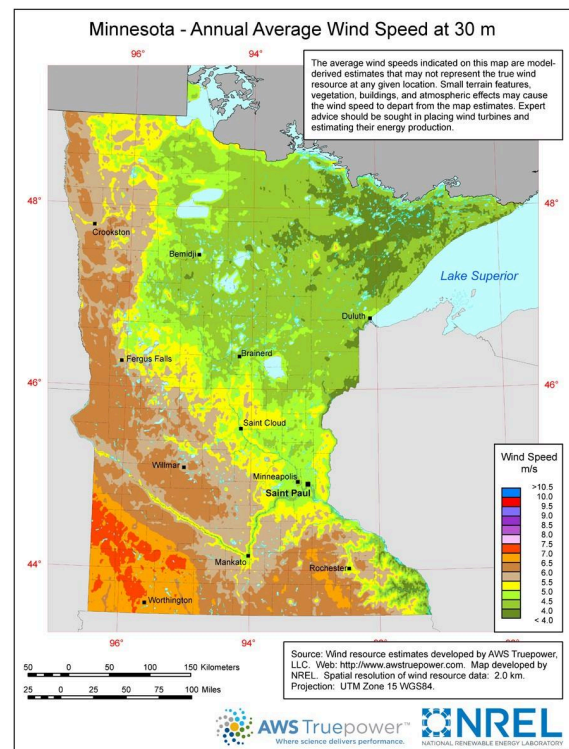 Minnesota - Annual Average Wind Speed at 30 m
96°
94°
The average wind speeds indicated on this map are model-
derived estimates that may not represent the true wind
resource at any given location. Small terrain features,
vegetation, buildings, and atmospheric effects may cause
the wind speed to depart from the map estimates. Expert
advice should be sought in placing wind turbines and
estimating their energy production.
48°
48°
Crookston
Bemidji
Lake Superior
Duluth
Brainerd
Fergus Falls
46°
46°
Saint Cloud
Willmar
Minneapolis
Saint Paul
Wind Speed
m/s
>10.5
10.0
9.5
9.0
8.5
8.0
7.5
7.0
6.5
6.0
5.5
5.0
4.5
4.0
< 4.0
44°
44°
Mankato
Rochester
Worthington
96°
94°
50 0 50 100 150 Kilometers
25 0 25 50 75 100 Miles
Source: Wind resource estimates developed by AWS Truepower,
LLC. Web: http://www.awstruepower.com. Map developed by
NREL. Spatial resolution of wind resource data: 2.0 km.
Projection: UTM Zone 15 WGS84.
AWS Truepower™
Where science delivers performance.
NREL
NATIONAL RENEWABLE ENERGY LABORATORY